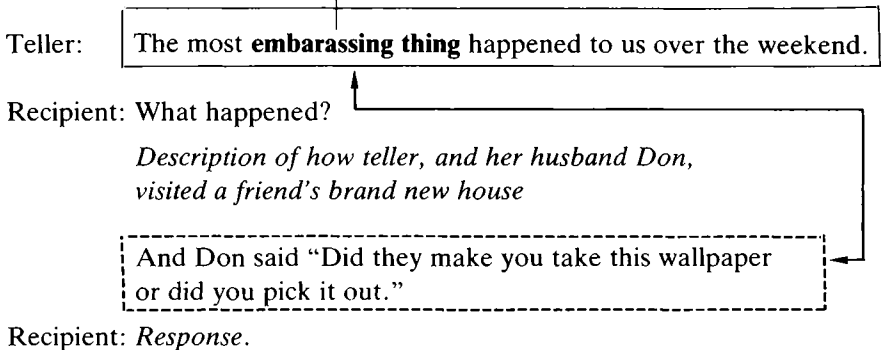 Teller: The most embarassing thing happened to us over the weekend.
Recipient: What happened?
Description of how teller, and her husband Don,
visited a friend's brand new house
And Don said “Did they make you take this wallpaper
or did you pick it out.”
Recipient: Response.